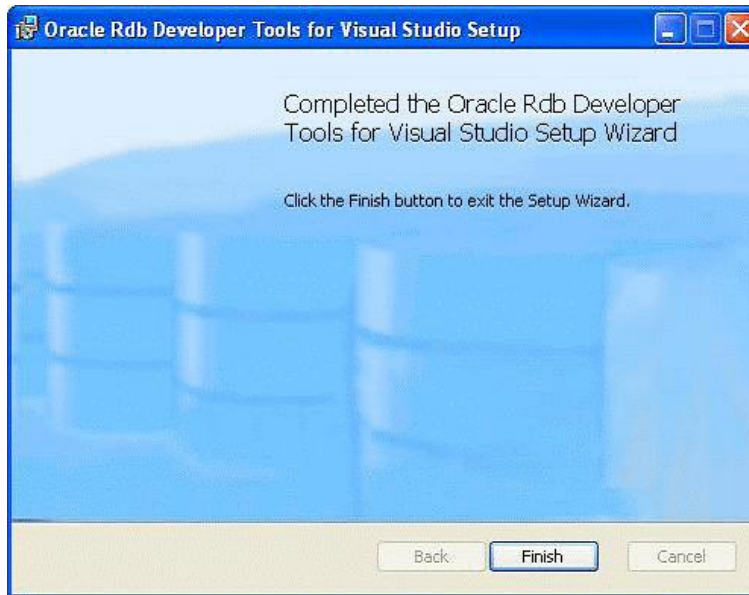 Oracle Rdb Developer Tools for Visual Studio Setup
Completed the Oracle Rdb Developer
Tools for Visual Studio Setup Wizard
Click the Finish button to exit the Setup Wizard.
Back
Finish
Cancel